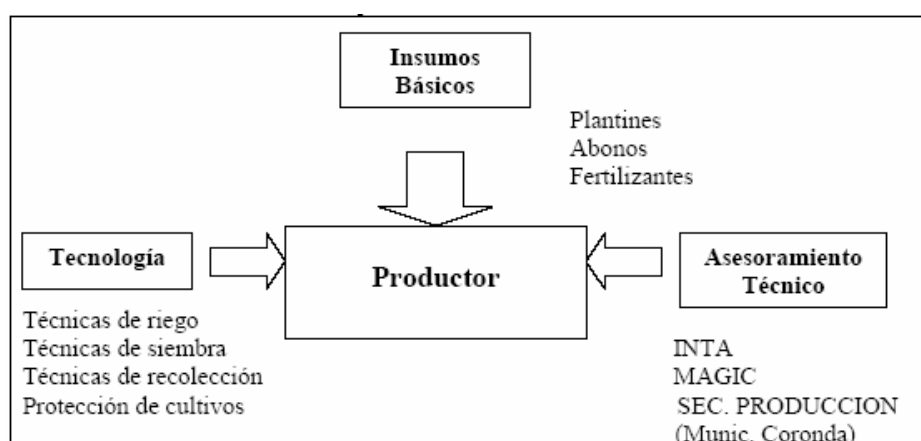 Insumos
Básicos
Plantines
Abonos
Fertilizantes
Tecnología
Productor
Asesoramiento
Técnico
Técnicas de riego
Técnicas de siembra
Técnicas de recolección
Protección de cultivos
INTA
MAGIC
SEC. PRODUCCION
(Munic. Coronda)